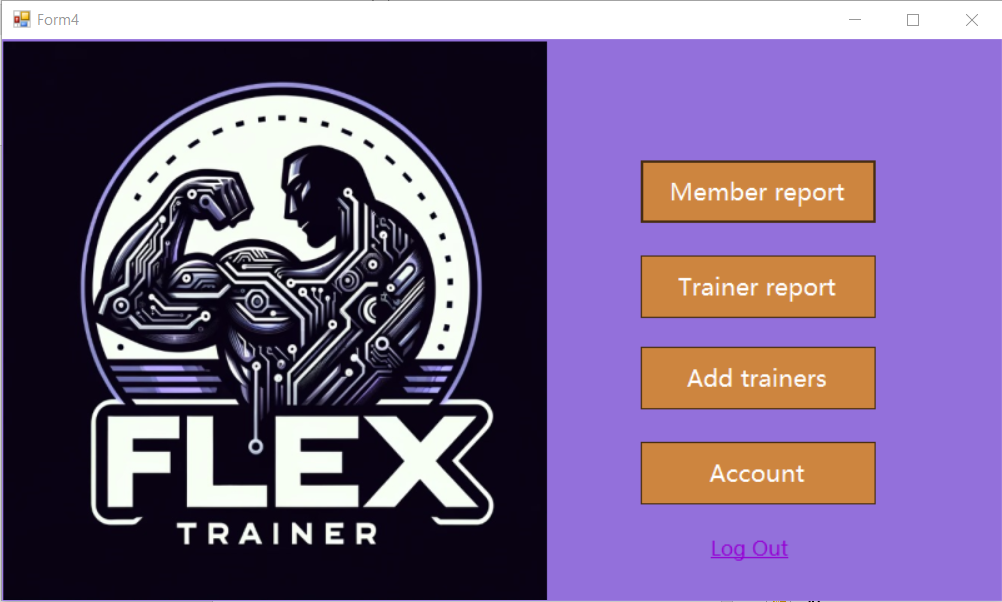 Form4
FLEX
TRAINER
Member report
Trainer report
Add trainers
Account
Log Out